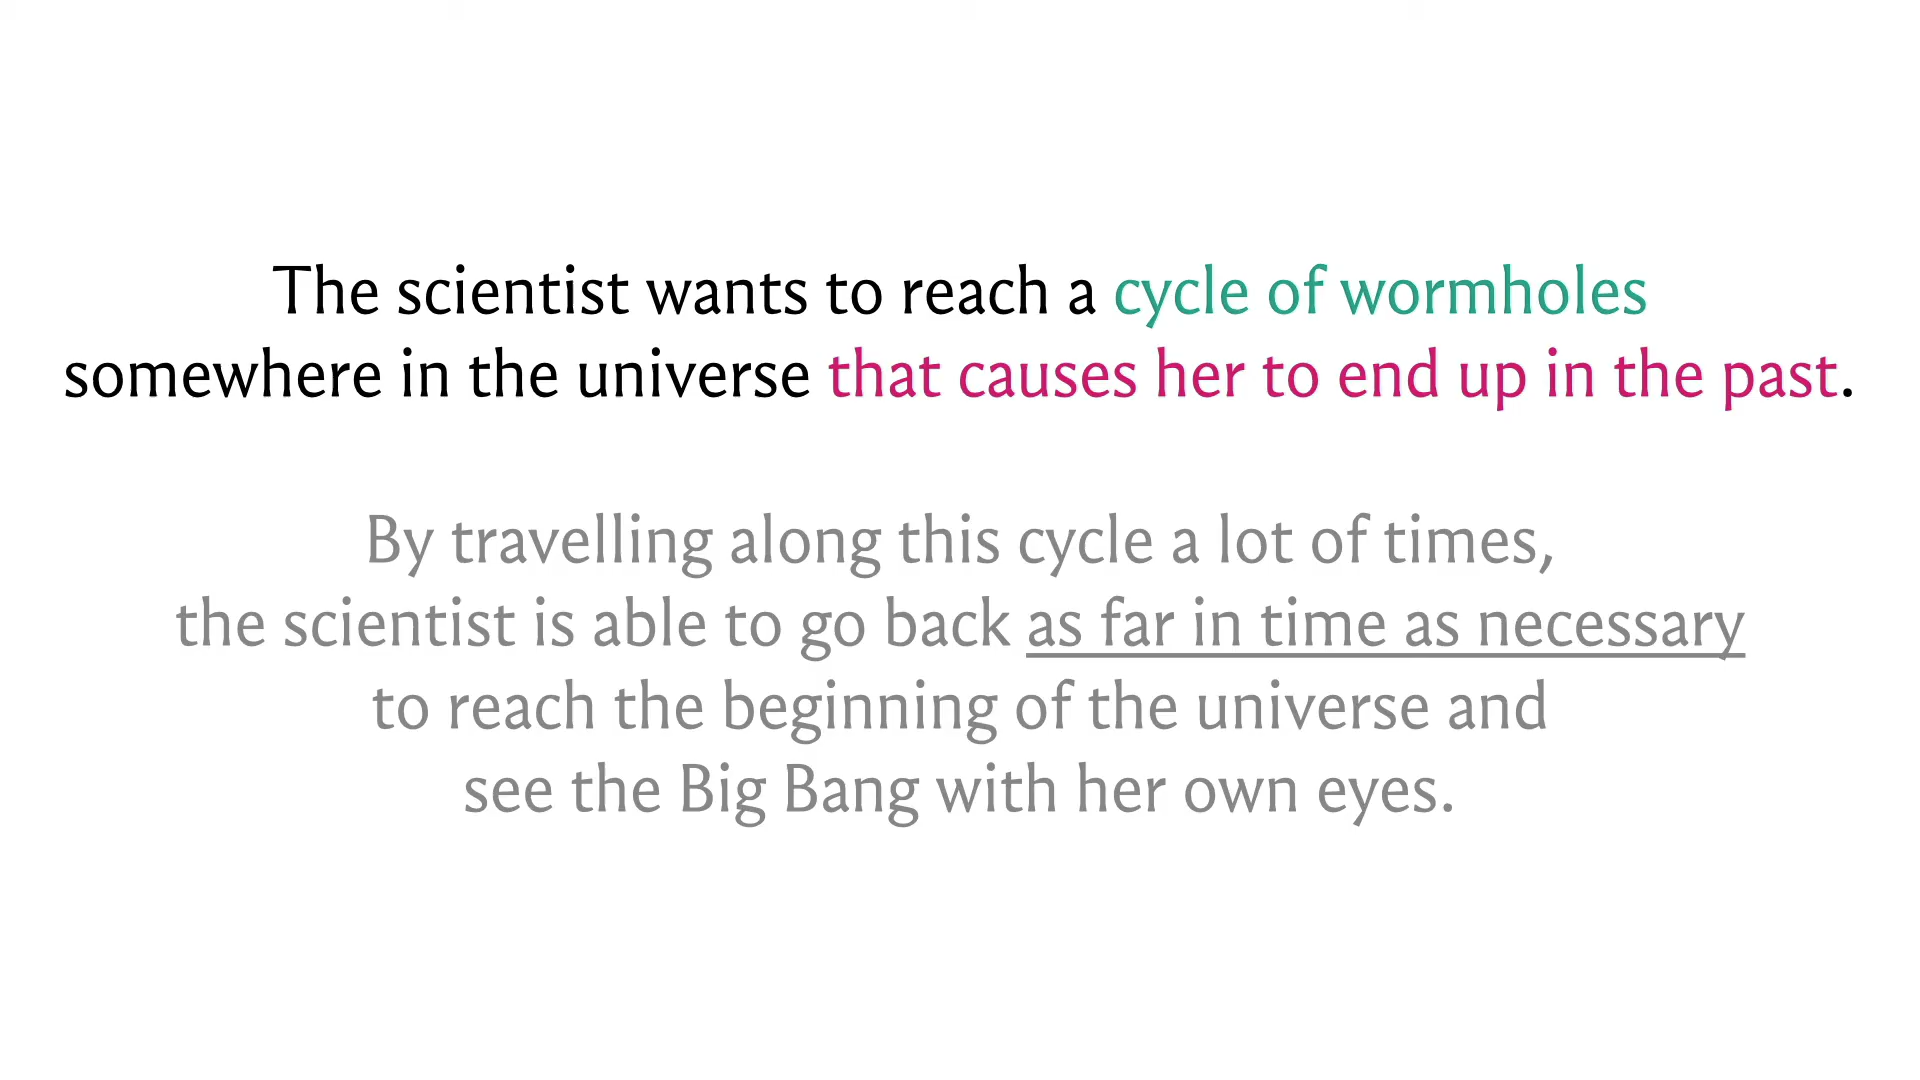 The scientist wants to reach a cycle of wormholes
somewhere in the universe that causes her to end up in the past.
By travelling along this cycle a lot of times,
the scientist is able to go back as far in time as necessary
to reach the beginning of the universe and
see the Big Bang with her own eyes.